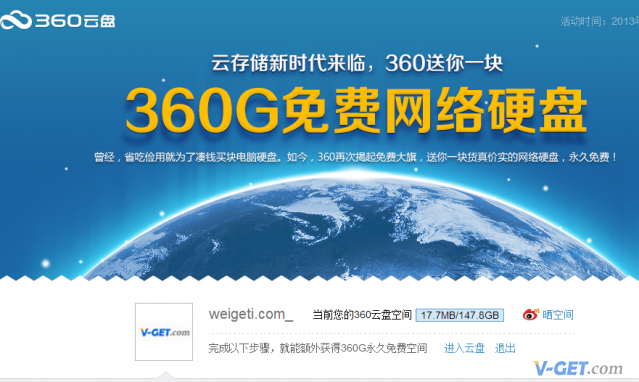 360云盘
活动时间：2013年
云存储新时代来临，360送你一块
360G免费网络硬盘
曾经，省吃俭用就为了凑钱买块电脑硬盘。如今，360再次揭起免费大旗，送你一块货真价实的网络硬盘，永久免费！
V-GET.com
weigeti.com_ 当前您的360云盘空间 17.7MB/147.8GB 晒空间
完成以下步骤，就能额外获得360G永久免费空间 进入云盘 退出
V-GET.com